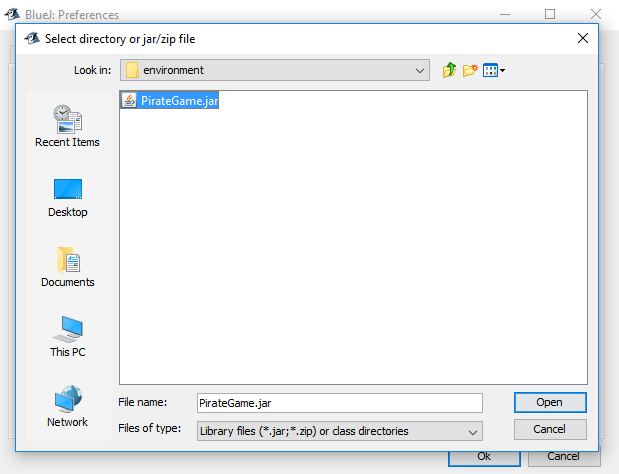 BlueJ: Preferences
Select directory or jar/zip file
Look in: environment
PirateGame.jar
Recent Items
Desktop
Documents
This PC
Network
File name: PirateGame.jar Open
Files of type: Library files (*.jar;*.zip) or class directories Cancel
Ok Cancel